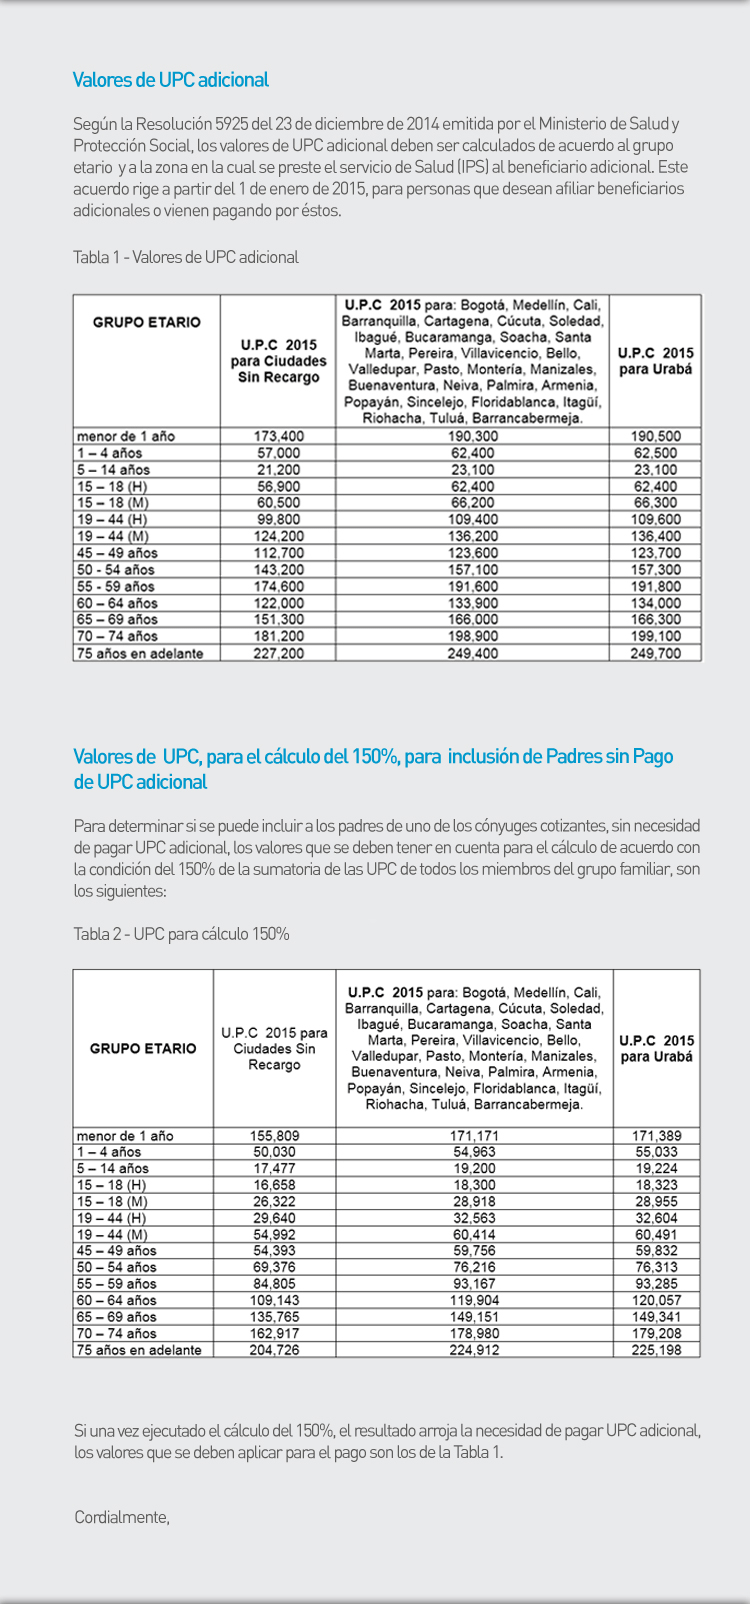 Valores de UPC adicional
Según la Resolución 5925 del 23 de diciembre de 2014 emitida por el Ministerio de Salud y
Protección Social, los valores de UPC adicional deben ser calculados de acuerdo al grupo
etario y a la zona en la cual se preste el servicio de Salud (IPS) al beneficiario adicional. Este
acuerdo rige a partir del 1 de enero de 2015, para personas que desean afiliar beneficiarios
adicionales o vienen pagando por éstos.
Tabla 1 - Valores de UPC adicional
GRUPO ETARIO
U.P.C 2015
para Ciudades
Sin Recargo
U.P.C 2015 para: Bogotá, Medellín, Cali,
Barranquilla, Cartagena, Cúcuta, Soledad,
Ibagué, Bucaramanga, Soacha, Santa
Marta, Pereira, Villavicencio, Bello,
Valledupar, Pasto, Montería, Manizales,
Buenaventura, Neiva, Palmira, Armenia,
Popayán, Sincelejo, Floridablanca, Itagüí,
Riohacha, Tuluá, Barrancabermeja.
U.P.C 2015
para Urabá
menor de 1 año 173,400 190,300 190,500
1 – 4 años 57,000 62,400 62,500
5 – 14 años 21,200 23,100 23,100
15 – 18 (H) 56,900 62,400 62,400
15 – 18 (M) 60,500 66,200 66,300
19 – 44 (H) 99,800 109,400 109,600
19 – 44 (M) 124,200 136,200 136,400
45 – 49 años 112,700 123,600 123,700
50 - 54 años 143,200 157,100 157,300
55 - 59 años 174,600 191,600 191,800
60 – 64 años 122,000 133,900 134,000
65 – 69 años 151,300 166,000 166,300
70 – 74 años 181,200 198,900 199,100
75 años en adelante 227,200 249,400 249,700
Valores de UPC, para el cálculo del 150%, para inclusión de Padres sin Pago
de UPC adicional
Para determinar si se puede incluir a los padres de uno de los cónyuges cotizantes, sin necesidad
de pagar UPC adicional, los valores que se deben tener en cuenta para el cálculo de acuerdo con
la condición del 150% de la sumatoria de las UPC de todos los miembros del grupo familiar, son
los siguientes:
Tabla 2 - UPC para cálculo 150%
GRUPO ETARIO
U.P.C 2015 para
Ciudades Sin
Recargo
U.P.C 2015 para: Bogotá, Medellín, Cali,
Barranquilla, Cartagena, Cúcuta, Soledad,
Ibagué, Bucaramanga, Soacha, Santa
Marta, Pereira, Villavicencio, Bello,
Valledupar, Pasto, Montería, Manizales,
Buenaventura, Neiva, Palmira, Armenia,
Popayán, Sincelejo, Floridablanca, Itagüí,
Riohacha, Tuluá, Barrancabermeja.
U.P.C 2015
para Urabá
menor de 1 año 155,809 171,171 171,389
1 – 4 años 50,030 54,963 55,033
5 – 14 años 17,477 19,200 19,224
15 – 18 (H) 16,658 18,300 18,323
15 – 18 (M) 26,322 28,918 28,955
19 – 44 (H) 29,640 32,563 32,604
19 – 44 (M) 54,992 60,414 60,491
45 – 49 años 54,393 59,756 59,832
50 – 54 años 69,376 76,216 76,313
55 – 59 años 84,805 93,167 93,285
60 – 64 años 109,143 119,904 120,057
65 – 69 años 135,765 149,151 149,341
70 – 74 años 162,917 178,980 179,208
75 años en adelante 204,726 224,912 225,198
Si una vez ejecutado el cálculo del 150%, el resultado arroja la necesidad de pagar UPC adicional,
los valores que se deben aplicar para el pago son los de la Tabla 1.
Cordialmente,